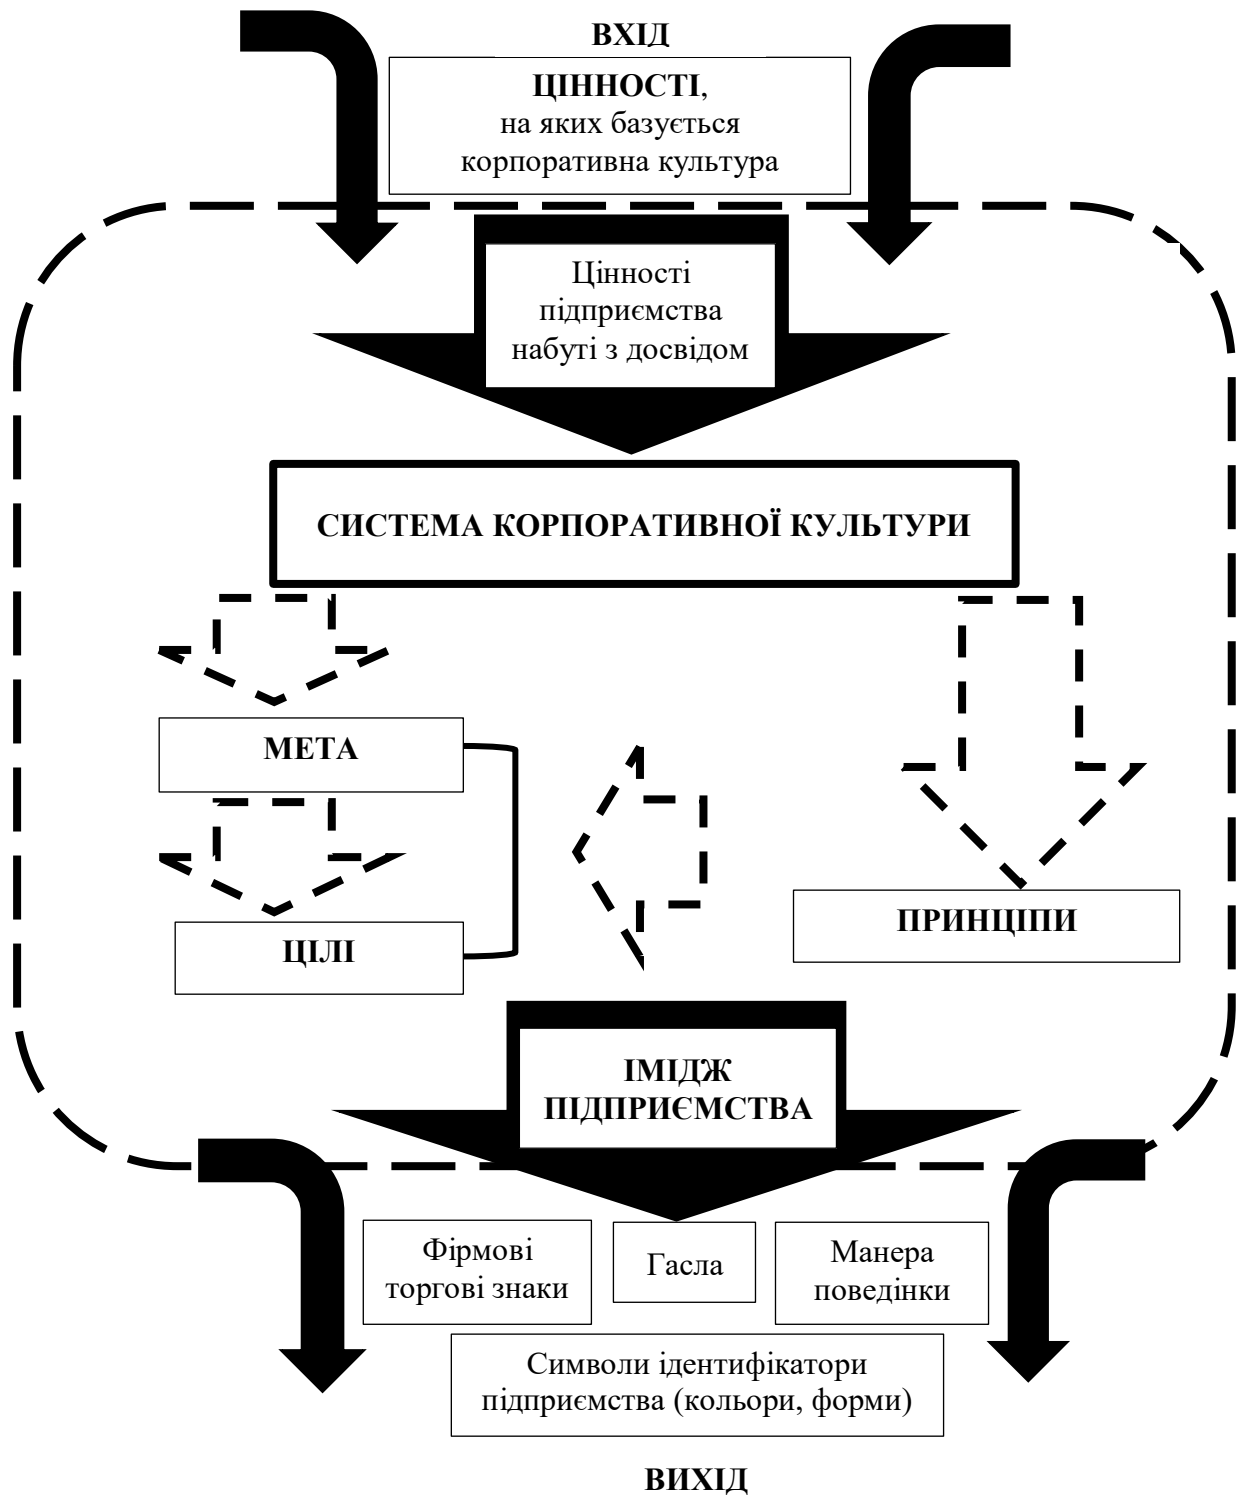 ВХІД
ЦІННОСТІ,
на яких базується
корпоративна культура
Цінності
підприємства
набуті з досвідом
СИСТЕМА КОРПОРАТИВНОЇ КУЛЬТУРИ
МЕТА
ЦІЛІ
ПРИНЦІПИ
ІМІДЖ
ПІДПРИЄМСТВА
Фірмові
торгові знаки
Гасла
Манера
поведінки
Символи ідентифікатори
підприємства (кольори, форми)
ВИХІД